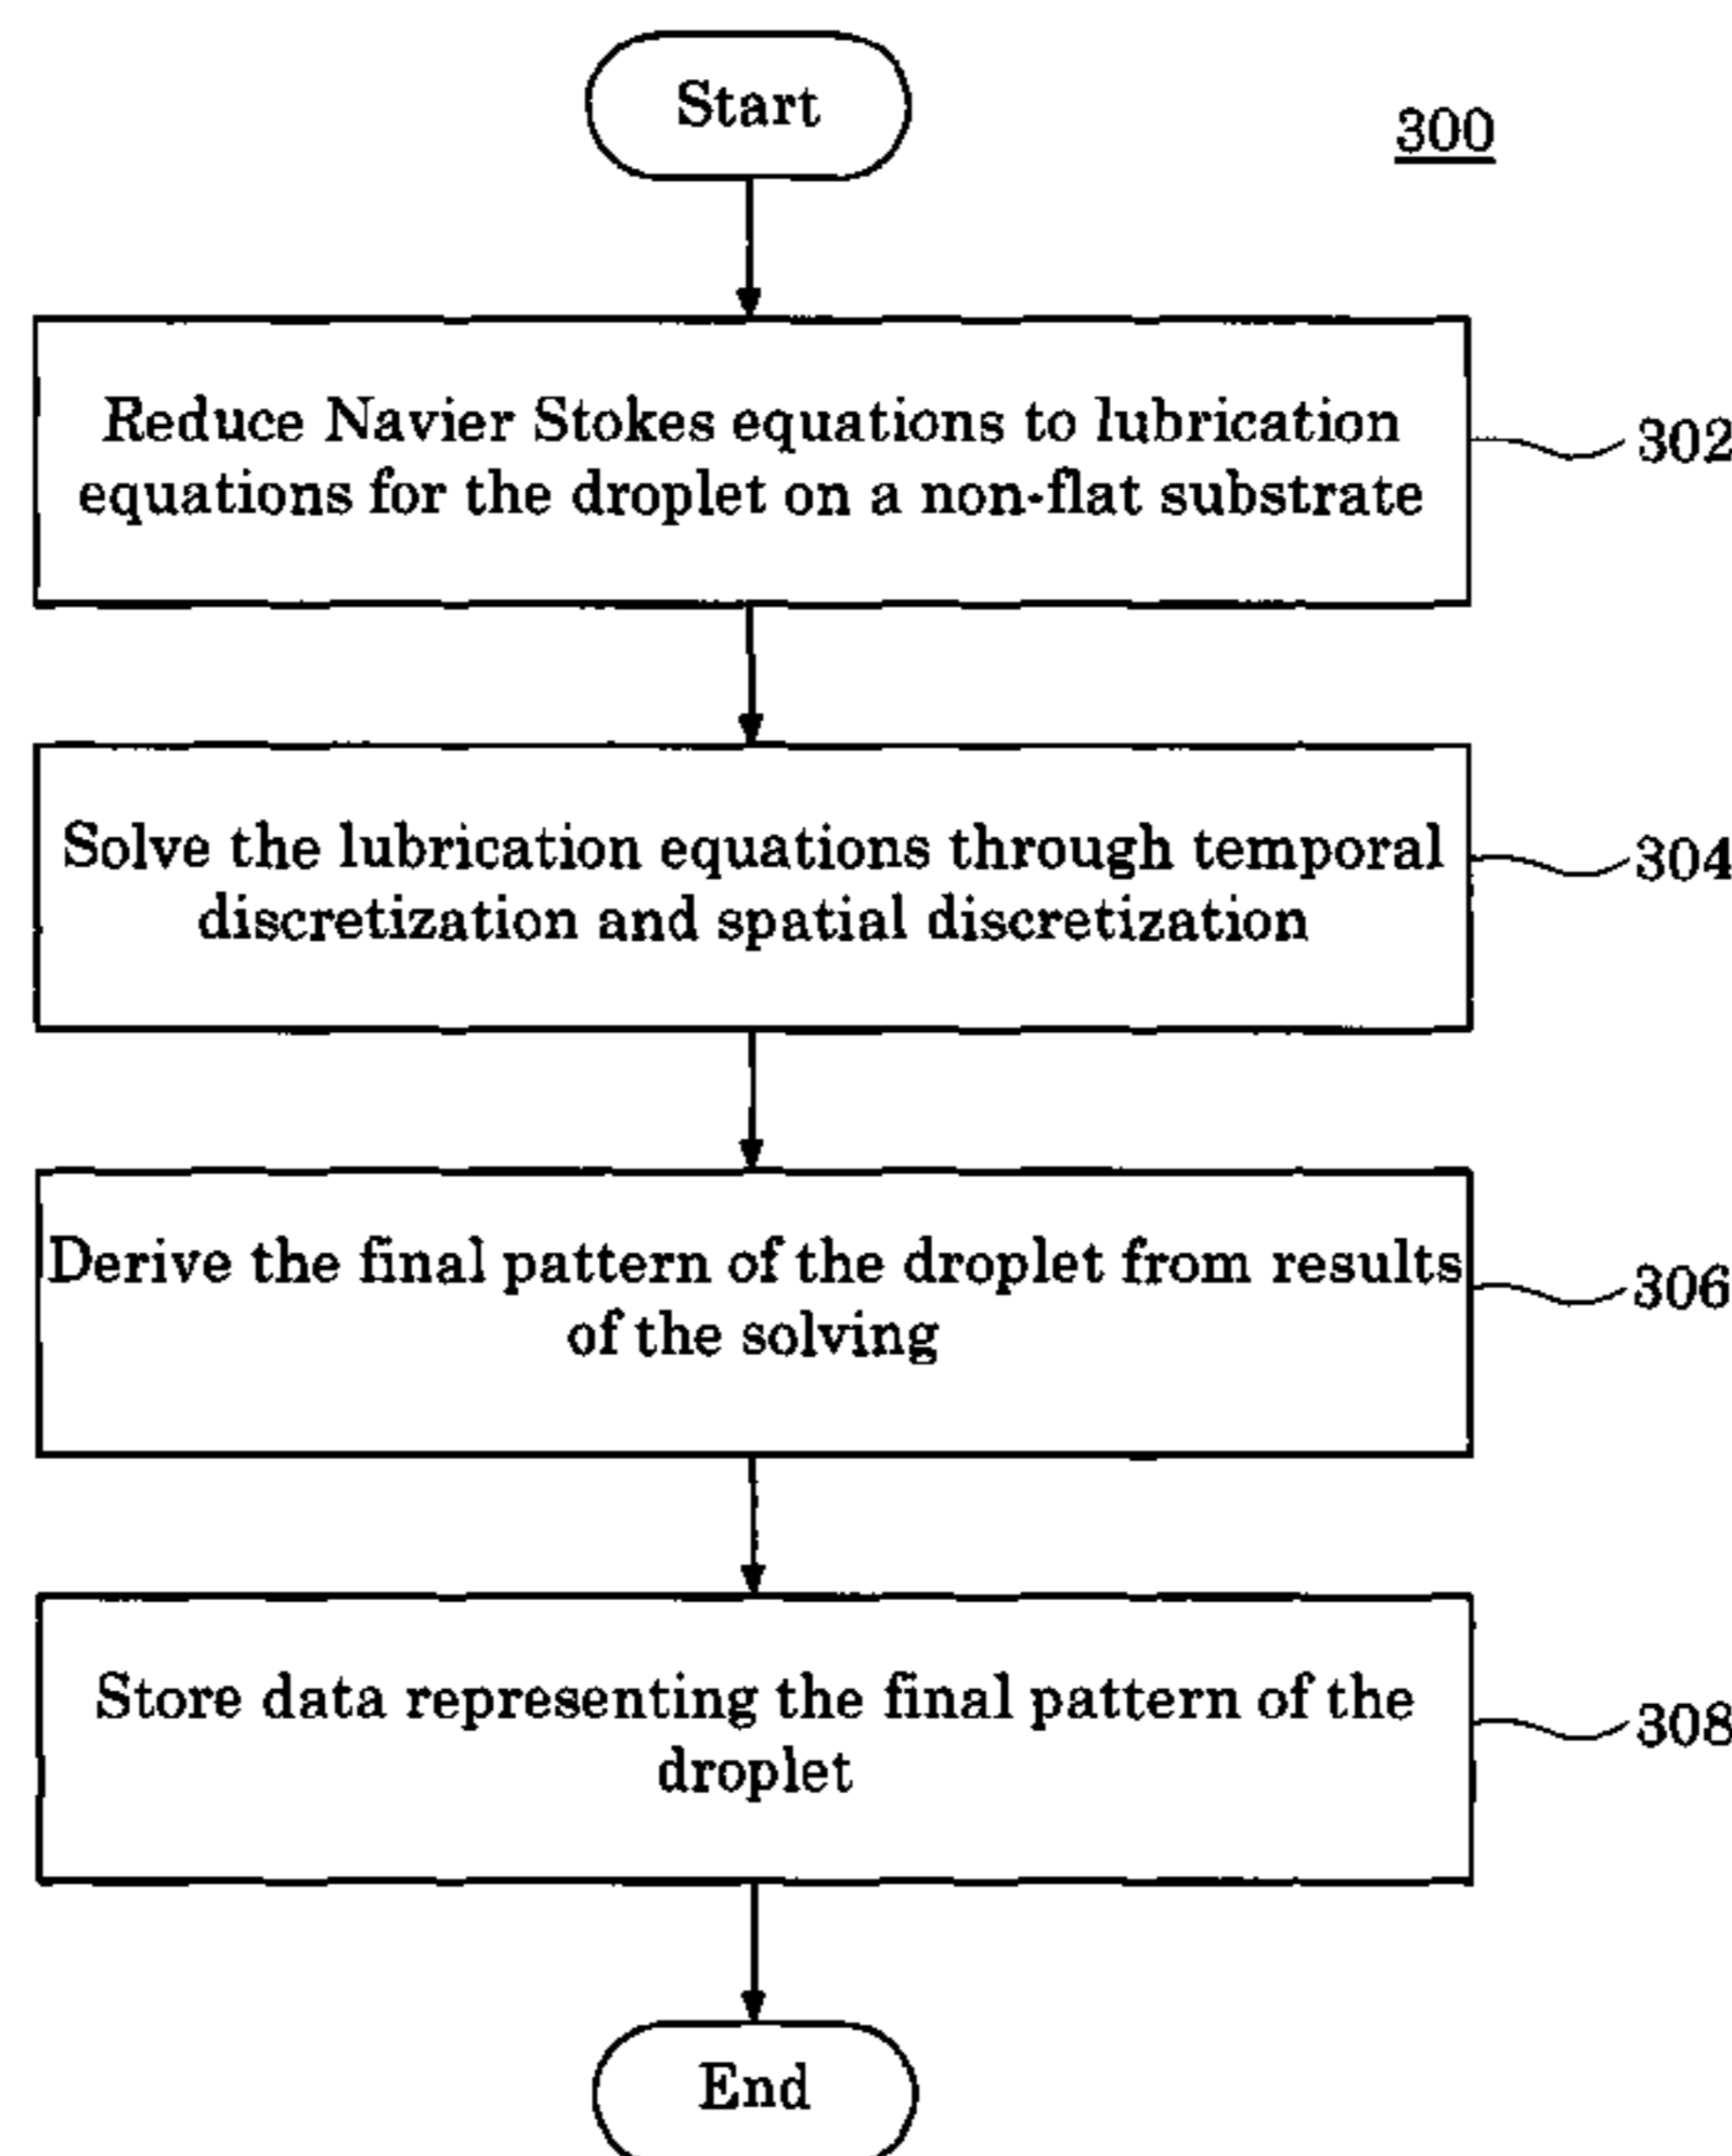 Start
300
Reduce Navier Stokes equations to lubrication
equations for the droplet on a non-flat substrate
302
Solve the lubrication equations through temporal
discretization and spatial discretization
304
Derive the final pattern of the droplet from results
of the solving
306
Store data representing the final pattern of the
droplet
308
End